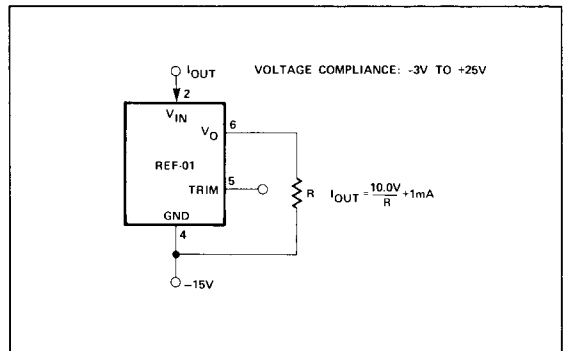 I_OUT VOLTAGE COMPLIANCE: -3V TO +25V
2
V_IN
6
V_O
REF-01
5
TRIM
R I_OUT = 10.0V/R +1mA
GND
4
-15V